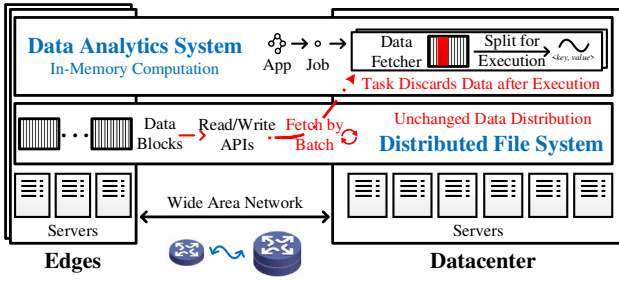 Data Analytics System
In-Memory Computation
App
Job
Data
Fetcher
Split for
Execution
<key, value>
Task Discards Data after Execution
Data
Blocks
Read/Write
APIs
Fetch by
Batch
Unchanged Data Distribution
Distributed File System
Servers
Wide Area Network
Servers
Edges
Datacenter